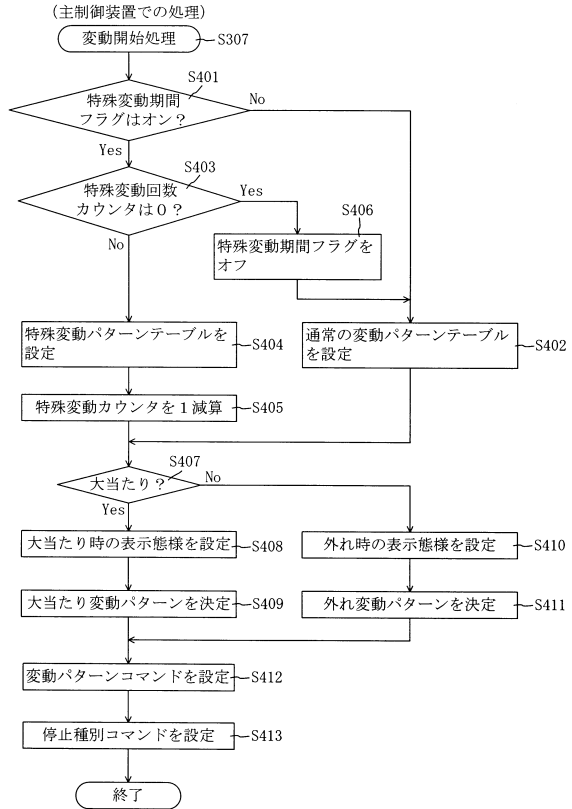 (主制御装置での処理)
変動開始処理
S307
S401
特殊変動期間
フラグはオン？
No
Yes
S403
特殊変動回数
カウンタは０？
Yes
No
S406
特殊変動期間フラグを
オフ
特殊変動パターンテーブルを
設定
S404
通常の変動パターンテーブル
を設定
S402
特殊変動カウンタを１減算
S405
S407
大当たり？
No
Yes
大当たり時の表示態様を設定
S408
外れ時の表示態様を設定
S410
大当たり変動パターンを決定
S409
外れ変動パターンを決定
S411
変動パターンコマンドを設定
S412
停止種別コマンドを設定
S413
終了